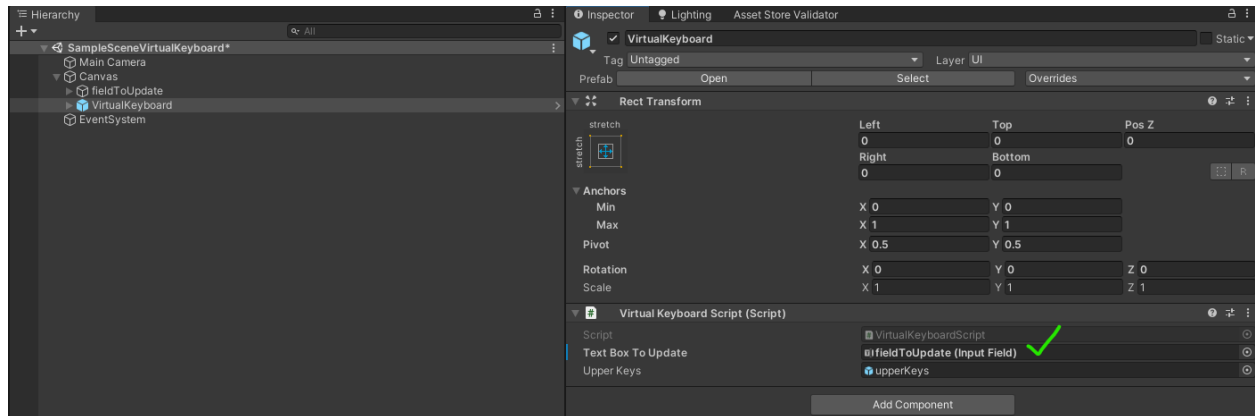 Hierarchy
All
SampleSceneVirtualKeyboard*
Main Camera
Canvas
fieldToUpdate
VirtualKeyboard
EventSystem
Inspector Lighting Asset Store Validator
VirtualKeyboard Static
Tag Untagged Layer UI
Prefab Open Select Overrides
Rect Transform
stretch Left Top Pos Z
stretch 0 0 0
Right Bottom
0 0 R
Anchors
Min X 0 Y 0
Max X 1 Y 1
Pivot X 0.5 Y 0.5
Rotation X 0 Y 0 Z 0
Scale X 1 Y 1 Z 1
# Virtual Keyboard Script (Script)
Script VirtualKeyboardScript
Text Box To Update fieldToUpdate (Input Field)
Upper Keys upperKeys
Add Component